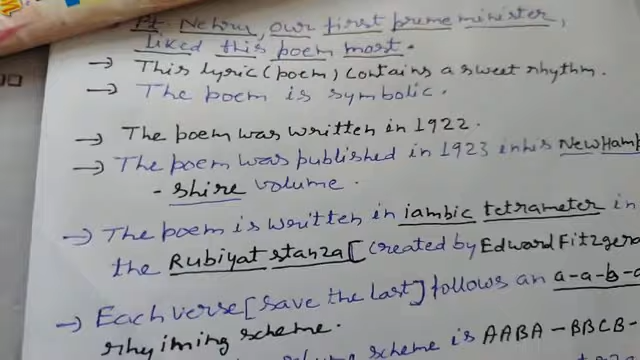 Pt. Nehru, our first prime minister,
liked this poem most.
→ This lyric (poem) contains a sweet rhythm.
→ The poem is symbolic.
→ The poem was written in 1922.
→ The poem was published in 1923 in his New Hamp
- shire volume.
→ The poem is written in iambic tetrameter in
the Rubiyat stanza [created by Edward Fitzgera
→ Each verse [save the last] follows an a-a-b-a
rhyiming scheme.
scheme is AABA - BBCB -